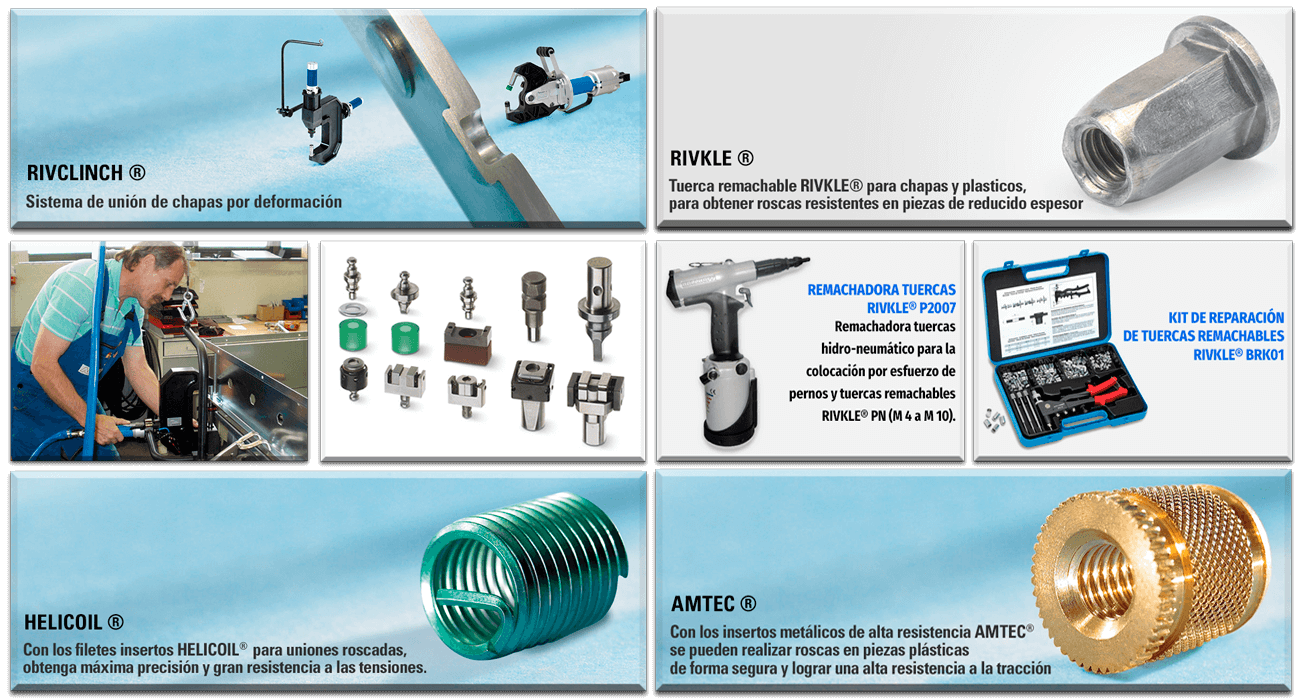 RIVCLINCH ®
Sistema de unión de chapas por deformación
RIVKLE ®
Tuerca remachable RIVKLE® para chapas y plasticos,
para obtener roscas resistentes en piezas de reducido espesor
REMACHADORA TUERCAS
RIVKLE® P2007
Remachadora tuercas
hidro-neumático para la
colocación por esfuerzo de
pernos y tuercas remachables
RIVKLE® PN (M 4 a M 10).
KIT DE REPARACIÓN
DE TUERCAS REMACHABLES
RIVKLE® BRK01
HELICOIL ®
Con los filetes insertos HELICOIL® para uniones roscadas,
obtenga máxima precisión y gran resistencia a las tensiones.
AMTEC ®
Con los insertos metálicos de alta resistencia AMTEC®
se pueden realizar roscas en piezas plásticas
de forma segura y lograr una alta resistencia a la tracción